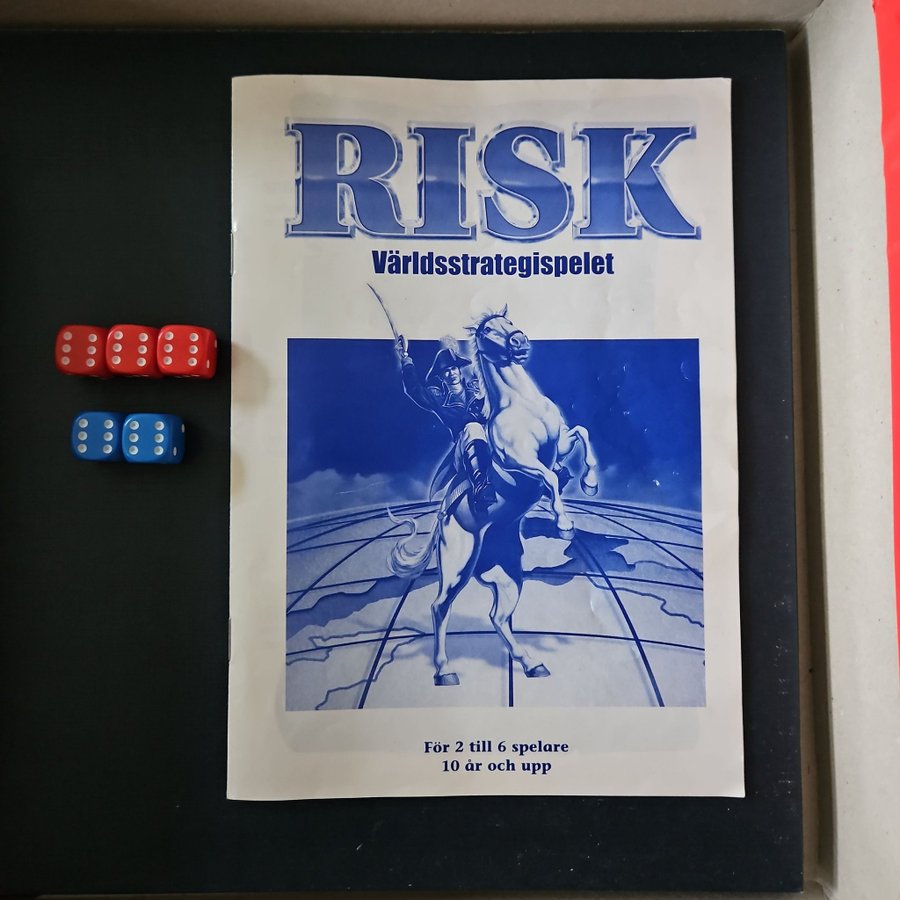 RISK
Världsstrategispelet
För 2 till 6 spelare
10 år och upp